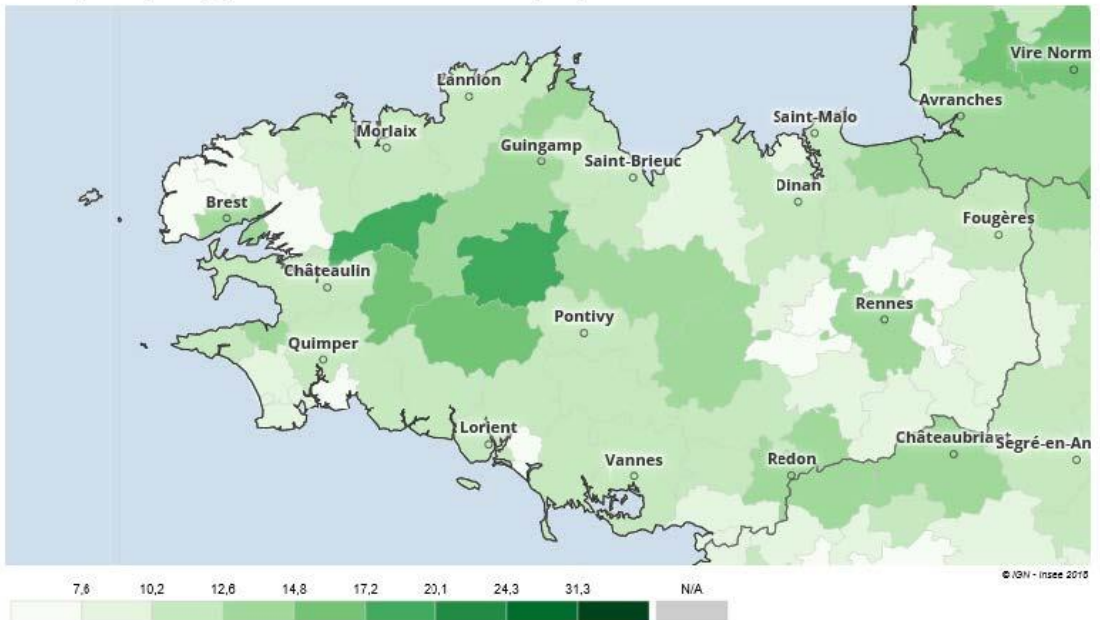 Lannion
Vire Norm
Avranches
Saint-Malo
Morlaix
Guingamp
Saint-Brieuc
Dinan
Brest
Fougères
Châteaulin
Rennes
Pontivy
Quimper
Lorient
Châteaubriant
Segré-en-An
Vannes
Redon
© IGN - Insee 2016
7,6 10,2 12,6 14,8 17,2 20,1 24,3 31,3 N/A